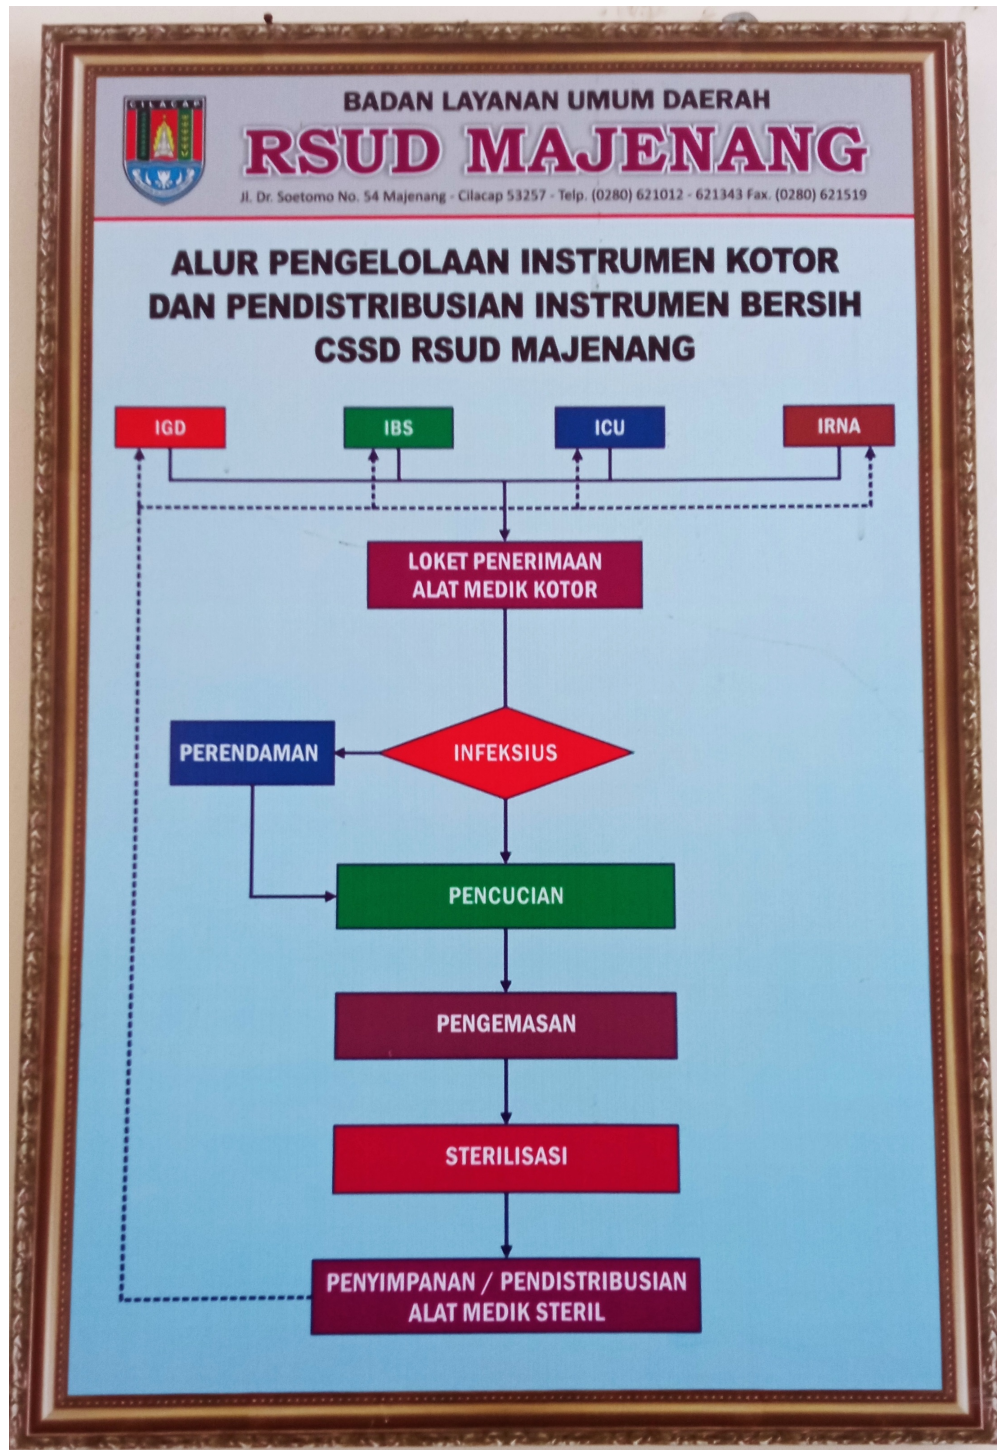 CILACAP
BADAN LAYANAN UMUM DAERAH
RSUD MAJENANG
Jl. Dr. Soetomo No. 54 Majenang - Cilacap 53257 - Telp. (0280) 621012 - 621343 Fax. (0280) 621519
ALUR PENGELOLAAN INSTRUMEN KOTOR
DAN PENDISTRIBUSIAN INSTRUMEN BERSIH
CSSD RSUD MAJENANG
IGD
IBS
ICU
IRNA
LOKET PENERIMAAN
ALAT MEDIK KOTOR
PERENDAMAN
INFEKSIUS
PENCUCIAN
PENGEMASAN
STERILISASI
PENYIMPANAN / PENDISTRIBUSIAN
ALAT MEDIK STERIL